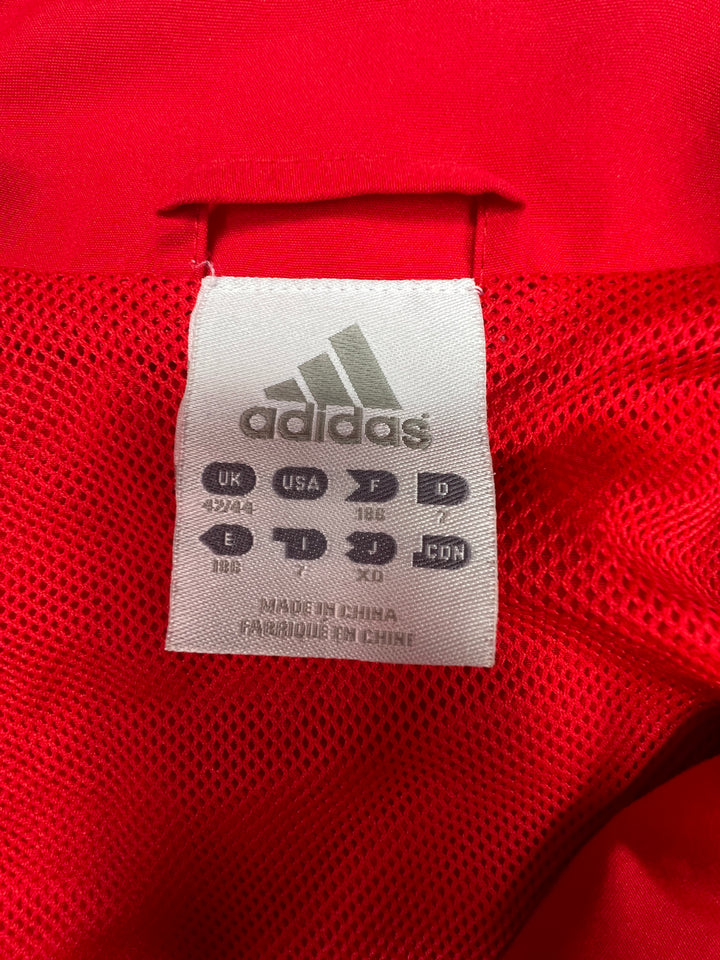 adidas
UK USA F D
42/44 186 7
E I J CDN
186 7 XO
MADE IN CHINA
FABRIQUÉ EN CHINE